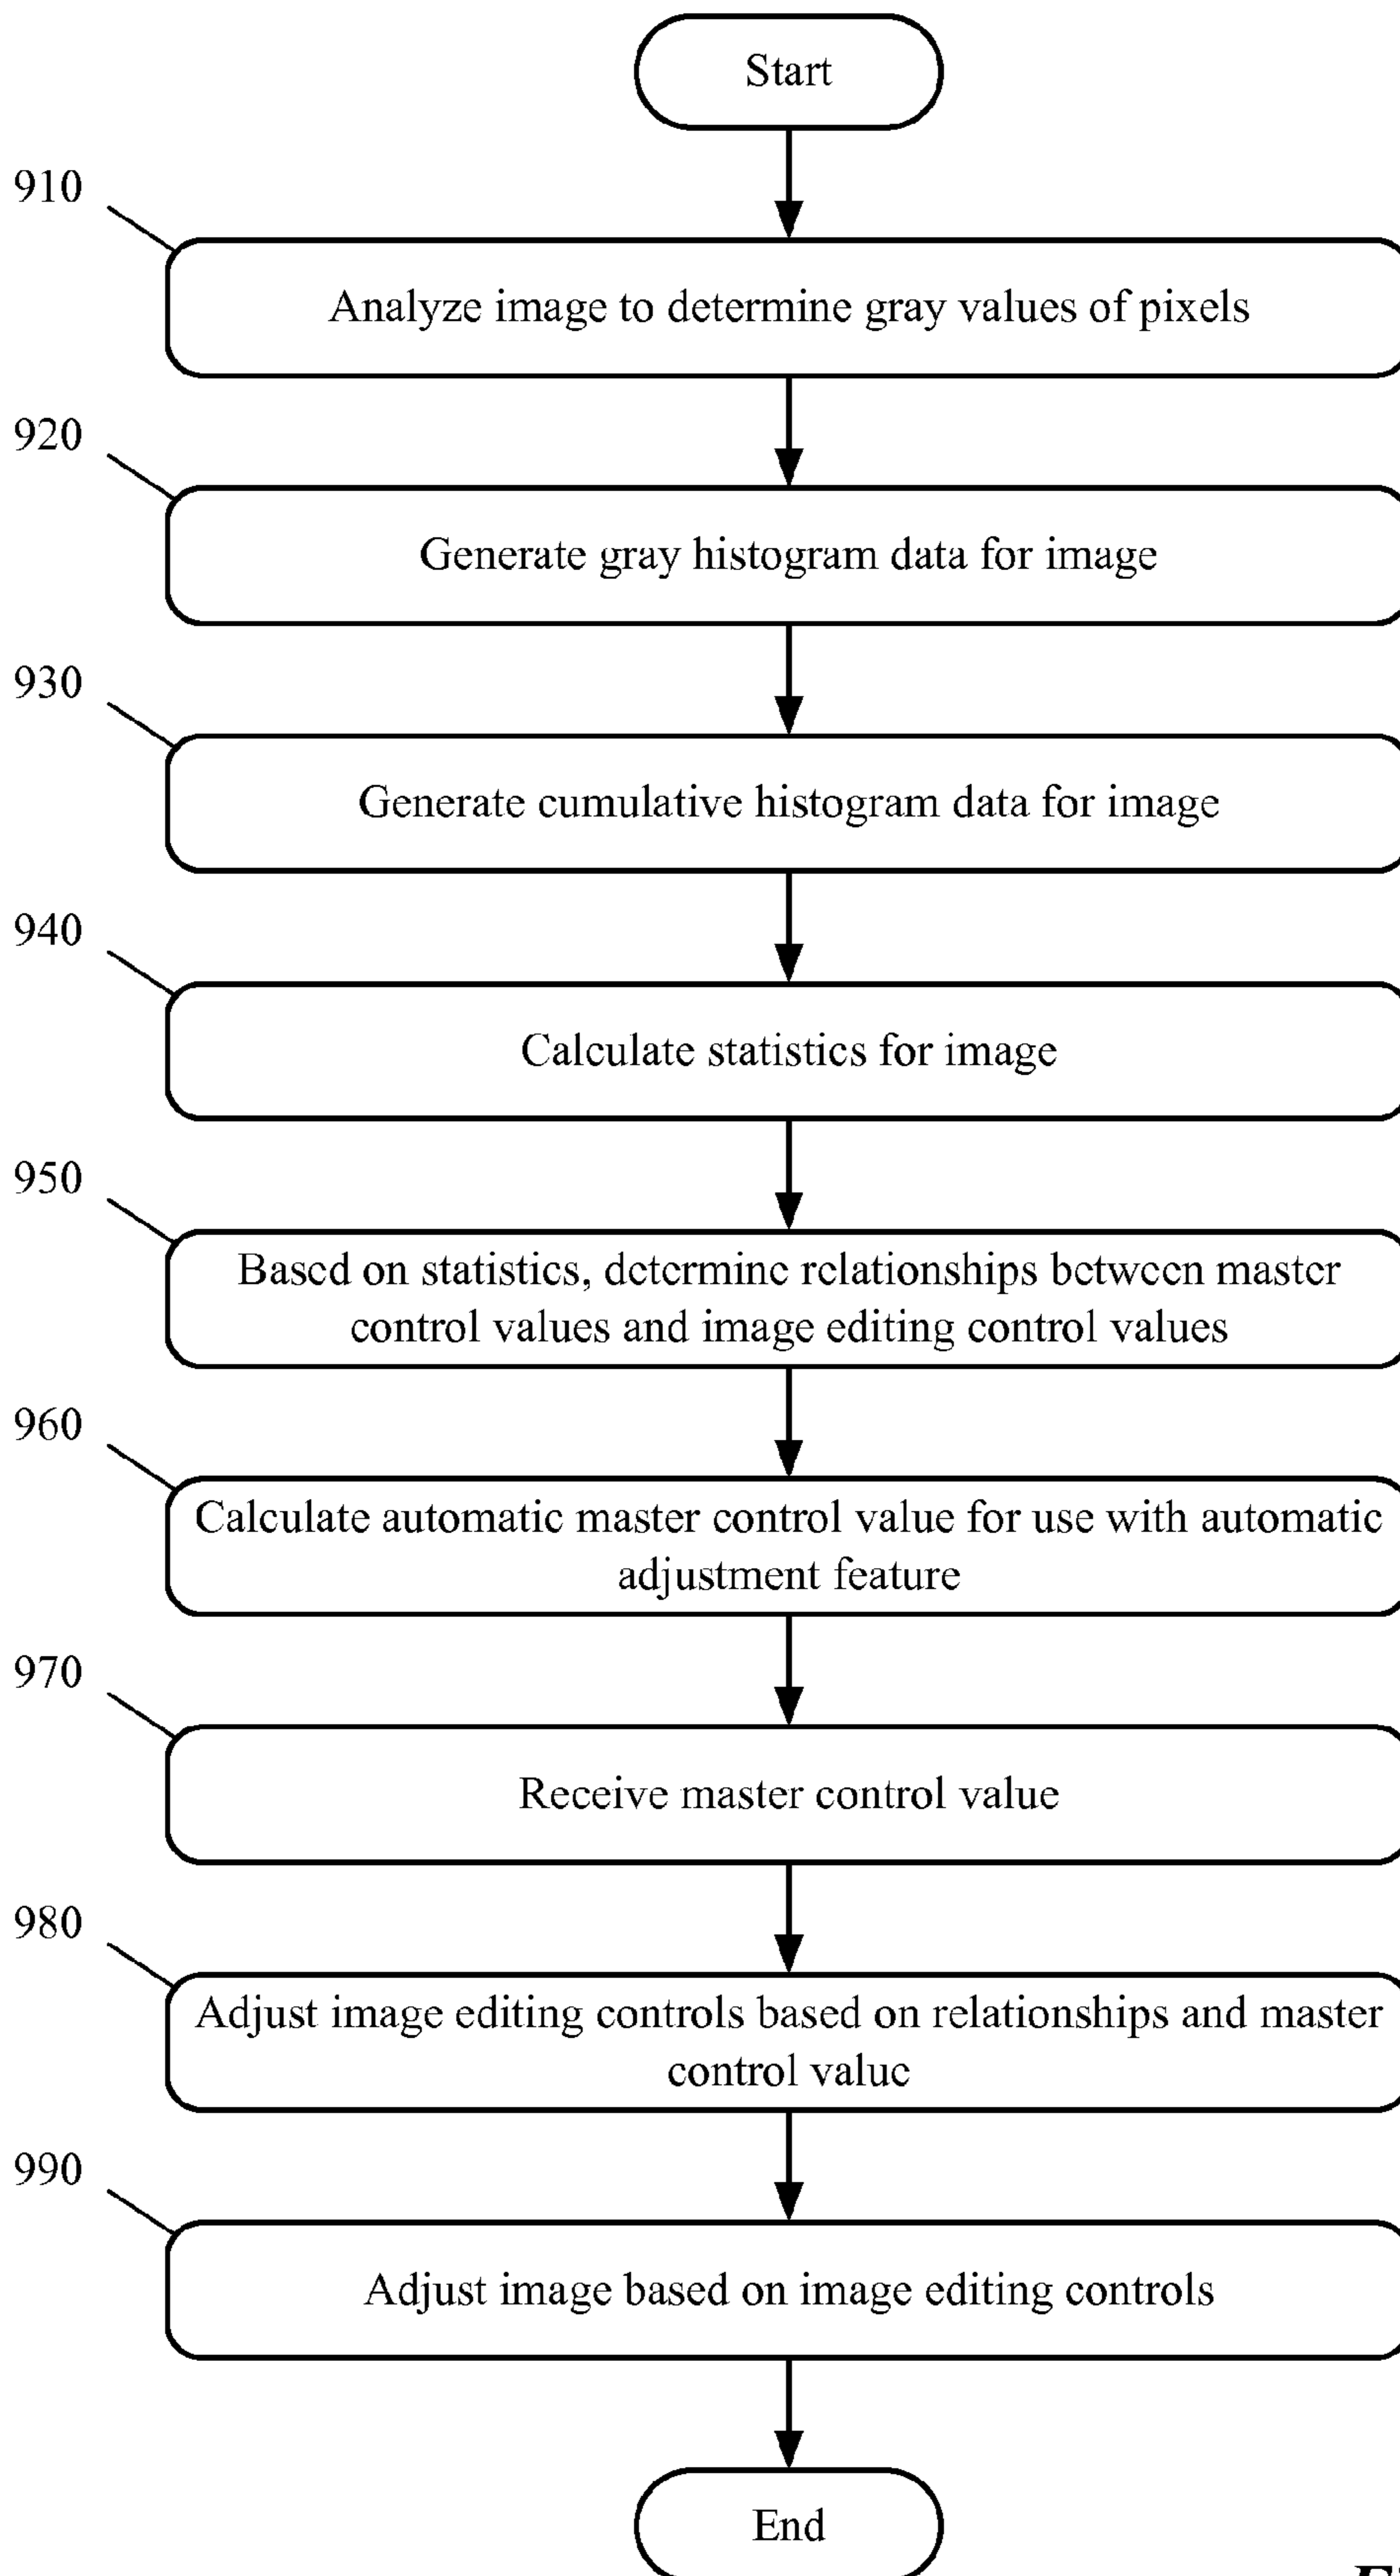 Start
910
Analyze image to determine gray values of pixels
920
Generate gray histogram data for image
930
Generate cumulative histogram data for image
940
Calculate statistics for image
950
Based on statistics, determine relationships between master
control values and image editing control values
960
Calculate automatic master control value for use with automatic
adjustment feature
970
Receive master control value
980
Adjust image editing controls based on relationships and master
control value
990
Adjust image based on image editing controls
End